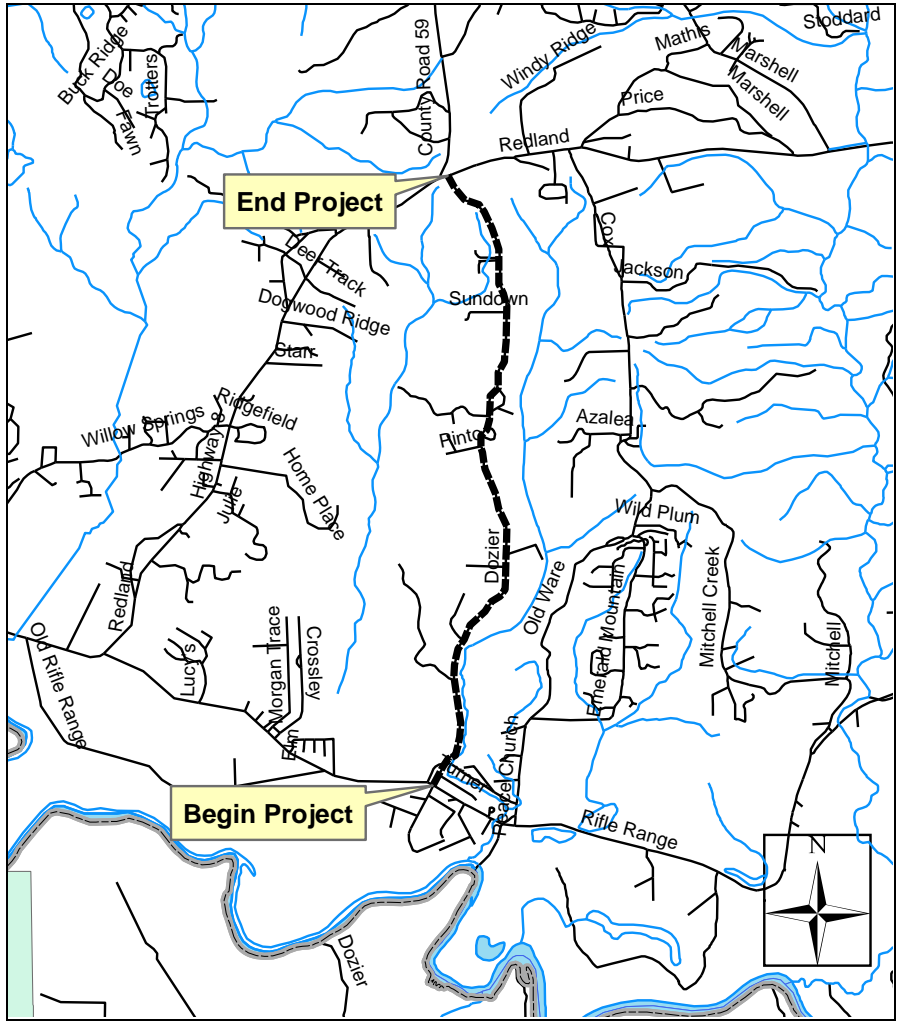 Stoddard
Buck Ridge
Doe
Trotters
Fawn
County Road 59
Windy Ridge
Mathis
Marshell
Marshell
Price
Redland
End Project
Cox
Jackson
Deer Track
Sundown
Dogwood Ridge
Starr
Ridgefield
Willow Springs
Highway 8
Azalea
Pinto
Home Place
Julie
Wild Plum
Dozier
Old Ware
Redland
Emerald Mountain
Mitchell Creek
Mitchell
Old Rifle Range
Lucy's
Morgan Trace
Crossley
Elm
Turner
Peace Church
Begin Project
Rifle Range
N
Dozier